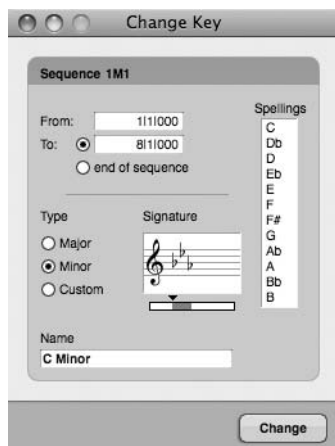 Change Key
Sequence 1M1
From: 1|1|000
To: 8|1|000
end of sequence
Spellings
C
Db
D
Eb
E
F
F#
G
Ab
A
Bb
B
Type
Major
Minor
Custom
Signature
Name
C Minor
Change